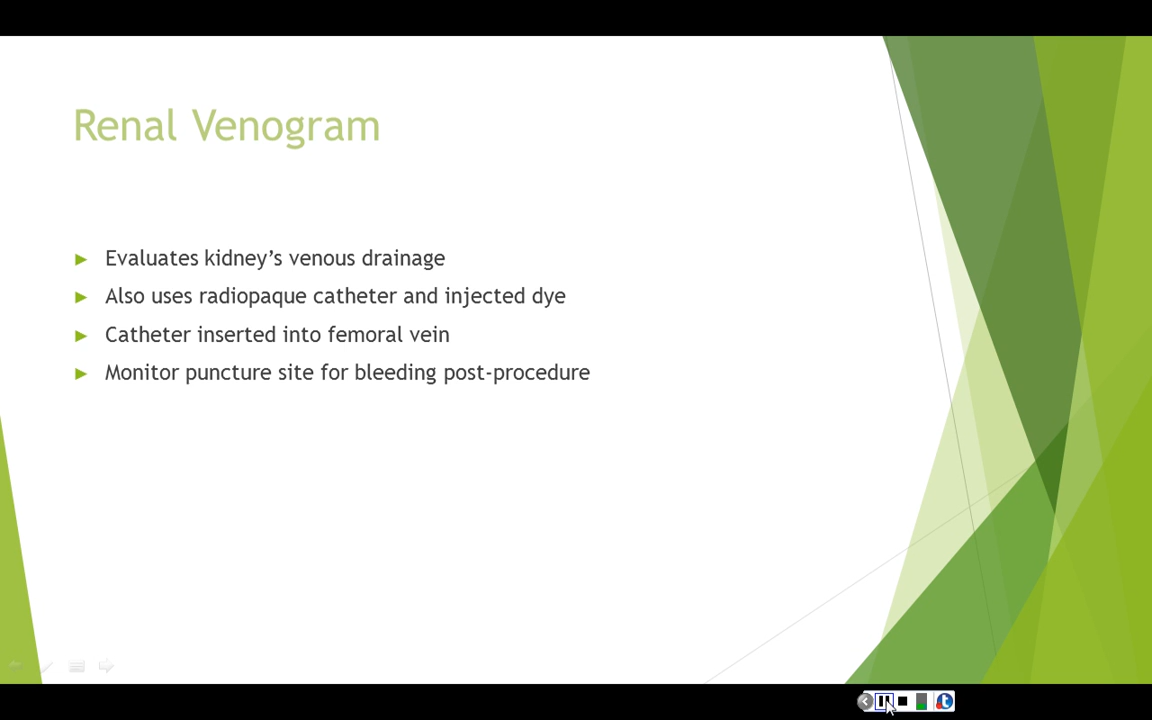 Renal Venogram
Evaluates kidney’s venous drainage
Also uses radiopaque catheter and injected dye
Catheter inserted into femoral vein
Monitor puncture site for bleeding post-procedure